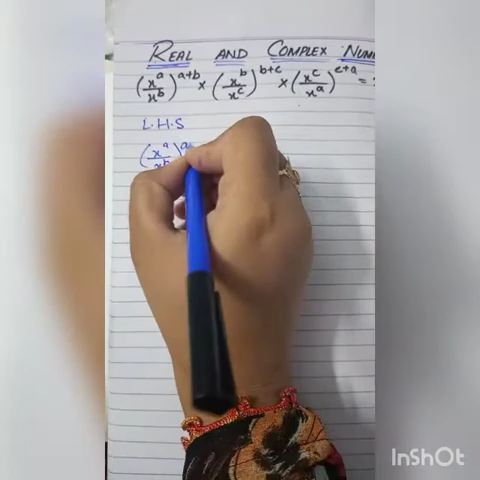 REAL AND COMPLEX NUM
(x^a/x^b)^a+b × (x^b/x^c)^b+c × (x^c/x^a)^c+a =
L.H.S
(x^a/x^b)^a
InShOt